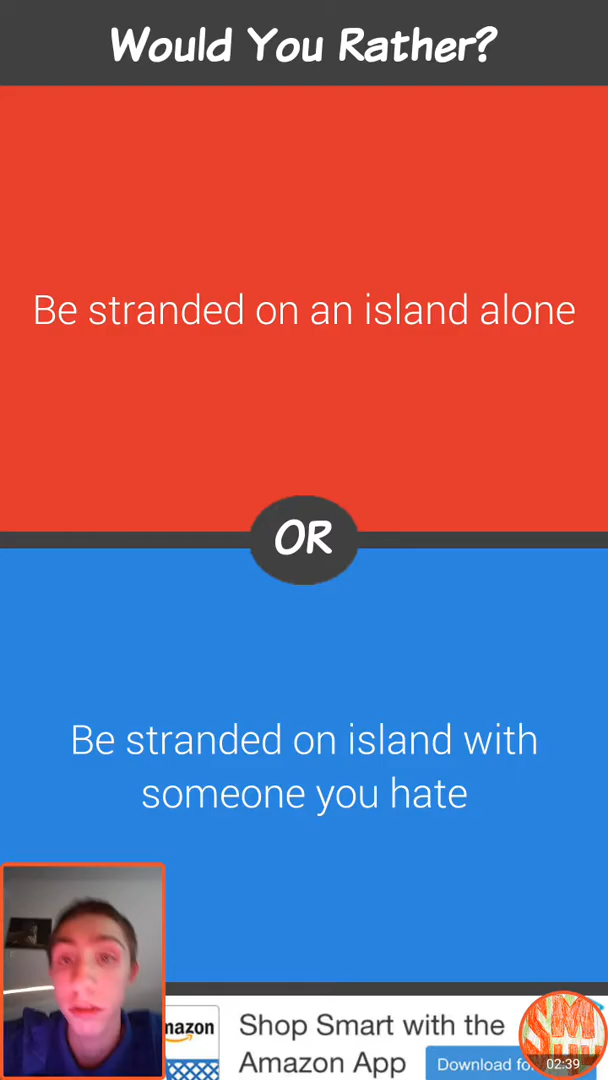 Would You Rather?
Be stranded on an island alone
OR
Be stranded on island with
someone you hate
mazon
Shop Smart with the
Amazon App
Download
SM
02:39